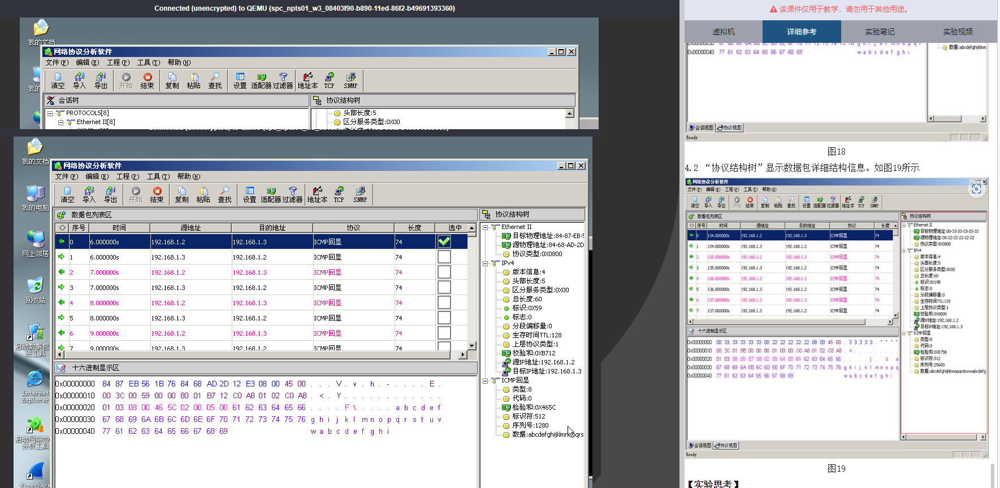 Connected (unencrypted) to QEMU (spc_npts01_w3_08403f90-b890-11ed-86f2-b49691393360)
我的文档
网络协议分析软件
文件(F) 编辑(E) 工程(P) 工具(T) 帮助(H)
清空 导入 导出 开始 结束 复制 粘贴 查找 设置 适配器 过滤器 地址本 TCP SNMP
会话树 协议结构树
PROTOCOLS[8]
Ethernet II[8]
头部长度:5
区分服务类型:0X00
我的文档
我的电脑
网上邻居
回收站
启动数据包
送工具
Internet
Explorer
启动网络协
分析工具
Wireshark
网络协议分析软件
文件(F) 编辑(E) 工程(P) 工具(T) 帮助(H)
清空 导入 导出 开始 结束 复制 粘贴 查找 设置 适配器 过滤器 地址本 TCP SNMP
数据包列表区
序号 时间 源地址 目的地址 协议 长度 选中
0 6.000000s 192.168.1.2 192.168.1.3 ICMP回显 74
1 6.000000s 192.168.1.3 192.168.1.2 ICMP回显 74
2 7.000000s 192.168.1.2 192.168.1.3 ICMP回显 74
3 7.000000s 192.168.1.3 192.168.1.2 ICMP回显 74
4 8.000000s 192.168.1.2 192.168.1.3 ICMP回显 74
5 8.000000s 192.168.1.3 192.168.1.2 ICMP回显 74
6 9.000000s 192.168.1.2 192.168.1.3 ICMP回显 74
7 9.000000s 192.168.1.3 192.168.1.2 ICMP回显 74
十六进制显示区
0x00000000 84 87 EB 56 1B 76 84 68 AD 2D 12 E3 08 00 45 00 . . . V . v . h . - . . . . E .
0x00000010 00 3C 00 59 00 00 80 01 B7 12 C0 A8 01 02 C0 A8 . < . Y . . . . . . . . . . . .
0x00000020 01 03 08 00 46 5C 02 00 05 00 61 62 63 64 65 66 . . . . F \ . . . . a b c d e f
0x00000030 67 68 69 6A 6B 6C 6D 6E 6F 70 71 72 73 74 75 76 g h i j k l m n o p q r s t u v
0x00000040 77 61 62 63 64 65 66 67 68 69 w a b c d e f g h i
协议结构树
Ethernet II
目标物理地址:84-87-EB-5
源物理地址:84-68-AD-2D
协议类型:0X0800
IPv4
版本信息:4
头部长度:5
区分服务类型:0X00
总长度:60
标识:0X59
标志:0
分段偏移量:0
生存时间TTL:128
上层协议类型:1
校验和:0XB712
源IP地址:192.168.1.2
目标IP地址:192.168.1.3
ICMP回显
类型:8
代码:0
检验和:0X465C
标识符:512
序列号:1280
该课件仅用于教学，请勿用于其他用途。
虚拟机 详细参考 实验笔记 实验视频
0x00000040 77 61 62 63 64 65 66 67 68 69 w a b c d e f g h i
数据:abcdefghijklmn
会话视图 协议视图
Ready
图18
4.2 “协议结构树”显示数据包详细结构信息。如图19所示
网络协议分析软件
文件(F) 编辑(E) 工程(P) 工具(T) 帮助(H)
清空 导入 导出 开始 结束 复制 粘贴 查找 设置 适配器 过滤器 地址本 TCP SNMP
数据包列表区
序号 时间 源地址 目的地址 协议 长度
0 134.000000s 192.168.1.2 192.168.1.3 ICMP回显 74
1 134.000000s 192.168.1.3 192.168.1.2 ICMP回显 74
2 135.000000s 192.168.1.2 192.168.1.3 ICMP回显 74
3 135.000000s 192.168.1.3 192.168.1.2 ICMP回显 74
4 136.000000s 192.168.1.2 192.168.1.3 ICMP回显 74
5 136.000000s 192.168.1.3 192.168.1.2 ICMP回显 74
6 137.000000s 192.168.1.2 192.168.1.3 ICMP回显 74
7 137.000000s 192.168.1.3 192.168.1.2 ICMP回显 74
十六进制显示区
0x00000000 00 33 33 33 33 33 00 22 22 22 22 22 08 00 45 00 . 3 3 3 3 3 . " " " "
0x00000010 00 3C 01 9B 00 00 80 01 00 00 C0 A8 01 02 C0 A8 . <
0x00000020 01 03 08 00 E7 5B 02 00 64 00 61 62 63 64 65 66
0x00000030 67 68 69 6A 6B 6C 6D 6E 6F 70 71 72 73 74 75 76 g h i j k l m n o p q
0x00000040 77 61 62 63 64 65 66 67 68 69 w a b c d e f g h i
会话视图 协议视图
Ready
协议结构树
Ethernet II
目标物理地址:00-33-33-33-33-33
源物理地址:00-22-22-22-22-22
协议类型:0X0800
IPv4
版本信息:4
头部长度:5
区分服务类型:0X00
总长度:60
标识:0X19B
标志:0
分段偏移量:0
生存时间TTL:128
上层协议类型:1
校验和:0X0000
源IP地址:192.168.1.2
目标IP地址:192.168.1.3
ICMP回显
类型:8
代码:0
检验和:0XE75B
标识符:512
序列号:25600
数据:abcdefghijklmnopqrstuvwabcdefg
图19
【实验思考】